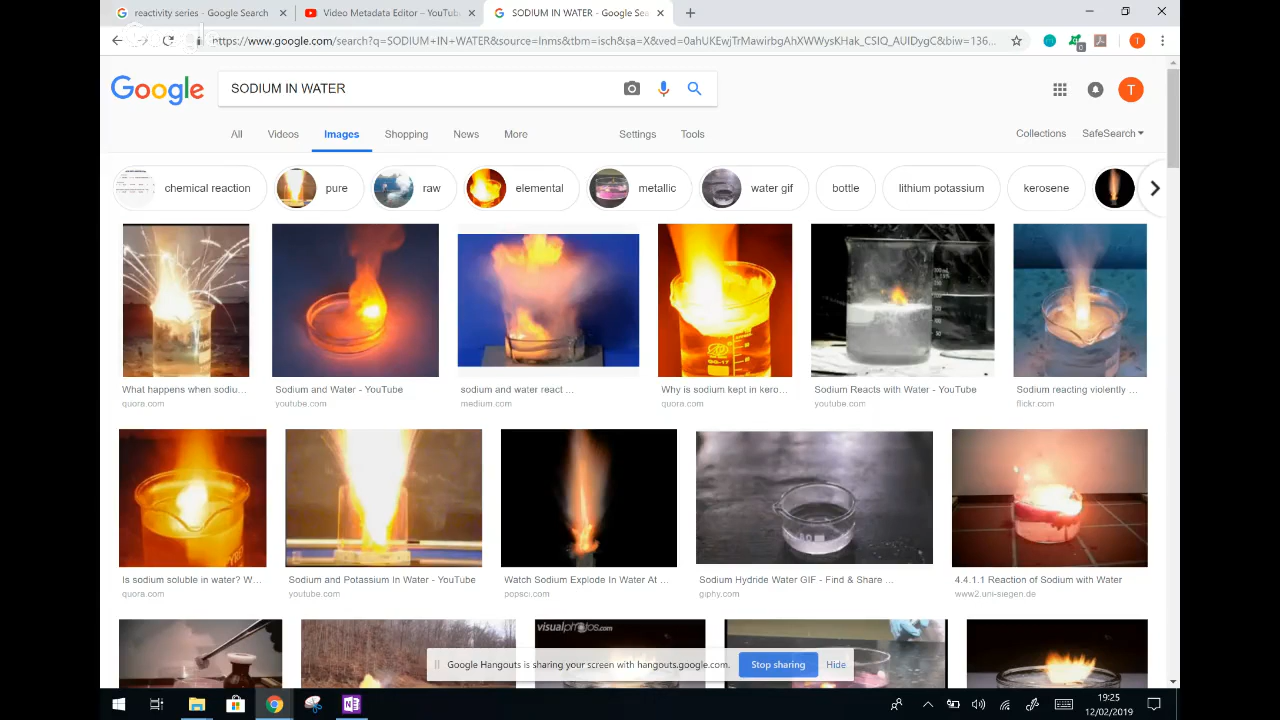 reactivity series - Google Search
Video Metadata Editor – YouTub
SODIUM IN WATER - Google Sea
https://www.google.com/search?q=SODIUM+IN+WATER&source=lnms&tbm=isch&sa=X&ved=0ahUKEwjTrMawirbgAhXWWysKHak_CSIQ_AUIDygC&biw=136...
T
Google
SODIUM IN WATER
T
All
Videos
Images
Shopping
News
More
Settings
Tools
Collections
SafeSearch
chemical reaction
pure
raw
elemental
metallic
water gif
lithium potassium
kerosene
What happens when sodiu...
quora.com
Sodium and Water - YouTube
youtube.com
sodium and water react ...
medium.com
Why is sodium kept in kero...
quora.com
Sodium Reacts with Water - YouTube
youtube.com
Sodium reacting violently ...
flickr.com
Is sodium soluble in water? W...
quora.com
Sodium and Potassium In Water - YouTube
youtube.com
Watch Sodium Explode In Water At ...
popsci.com
Sodium Hydride Water GIF - Find & Share ...
giphy.com
4.4.1.1 Reaction of Sodium with Water
www2.uni-siegen.de
visualphotos.com
Google Hangouts is sharing your screen with hangouts.google.com.
Stop sharing
Hide
19:25
12/02/2019